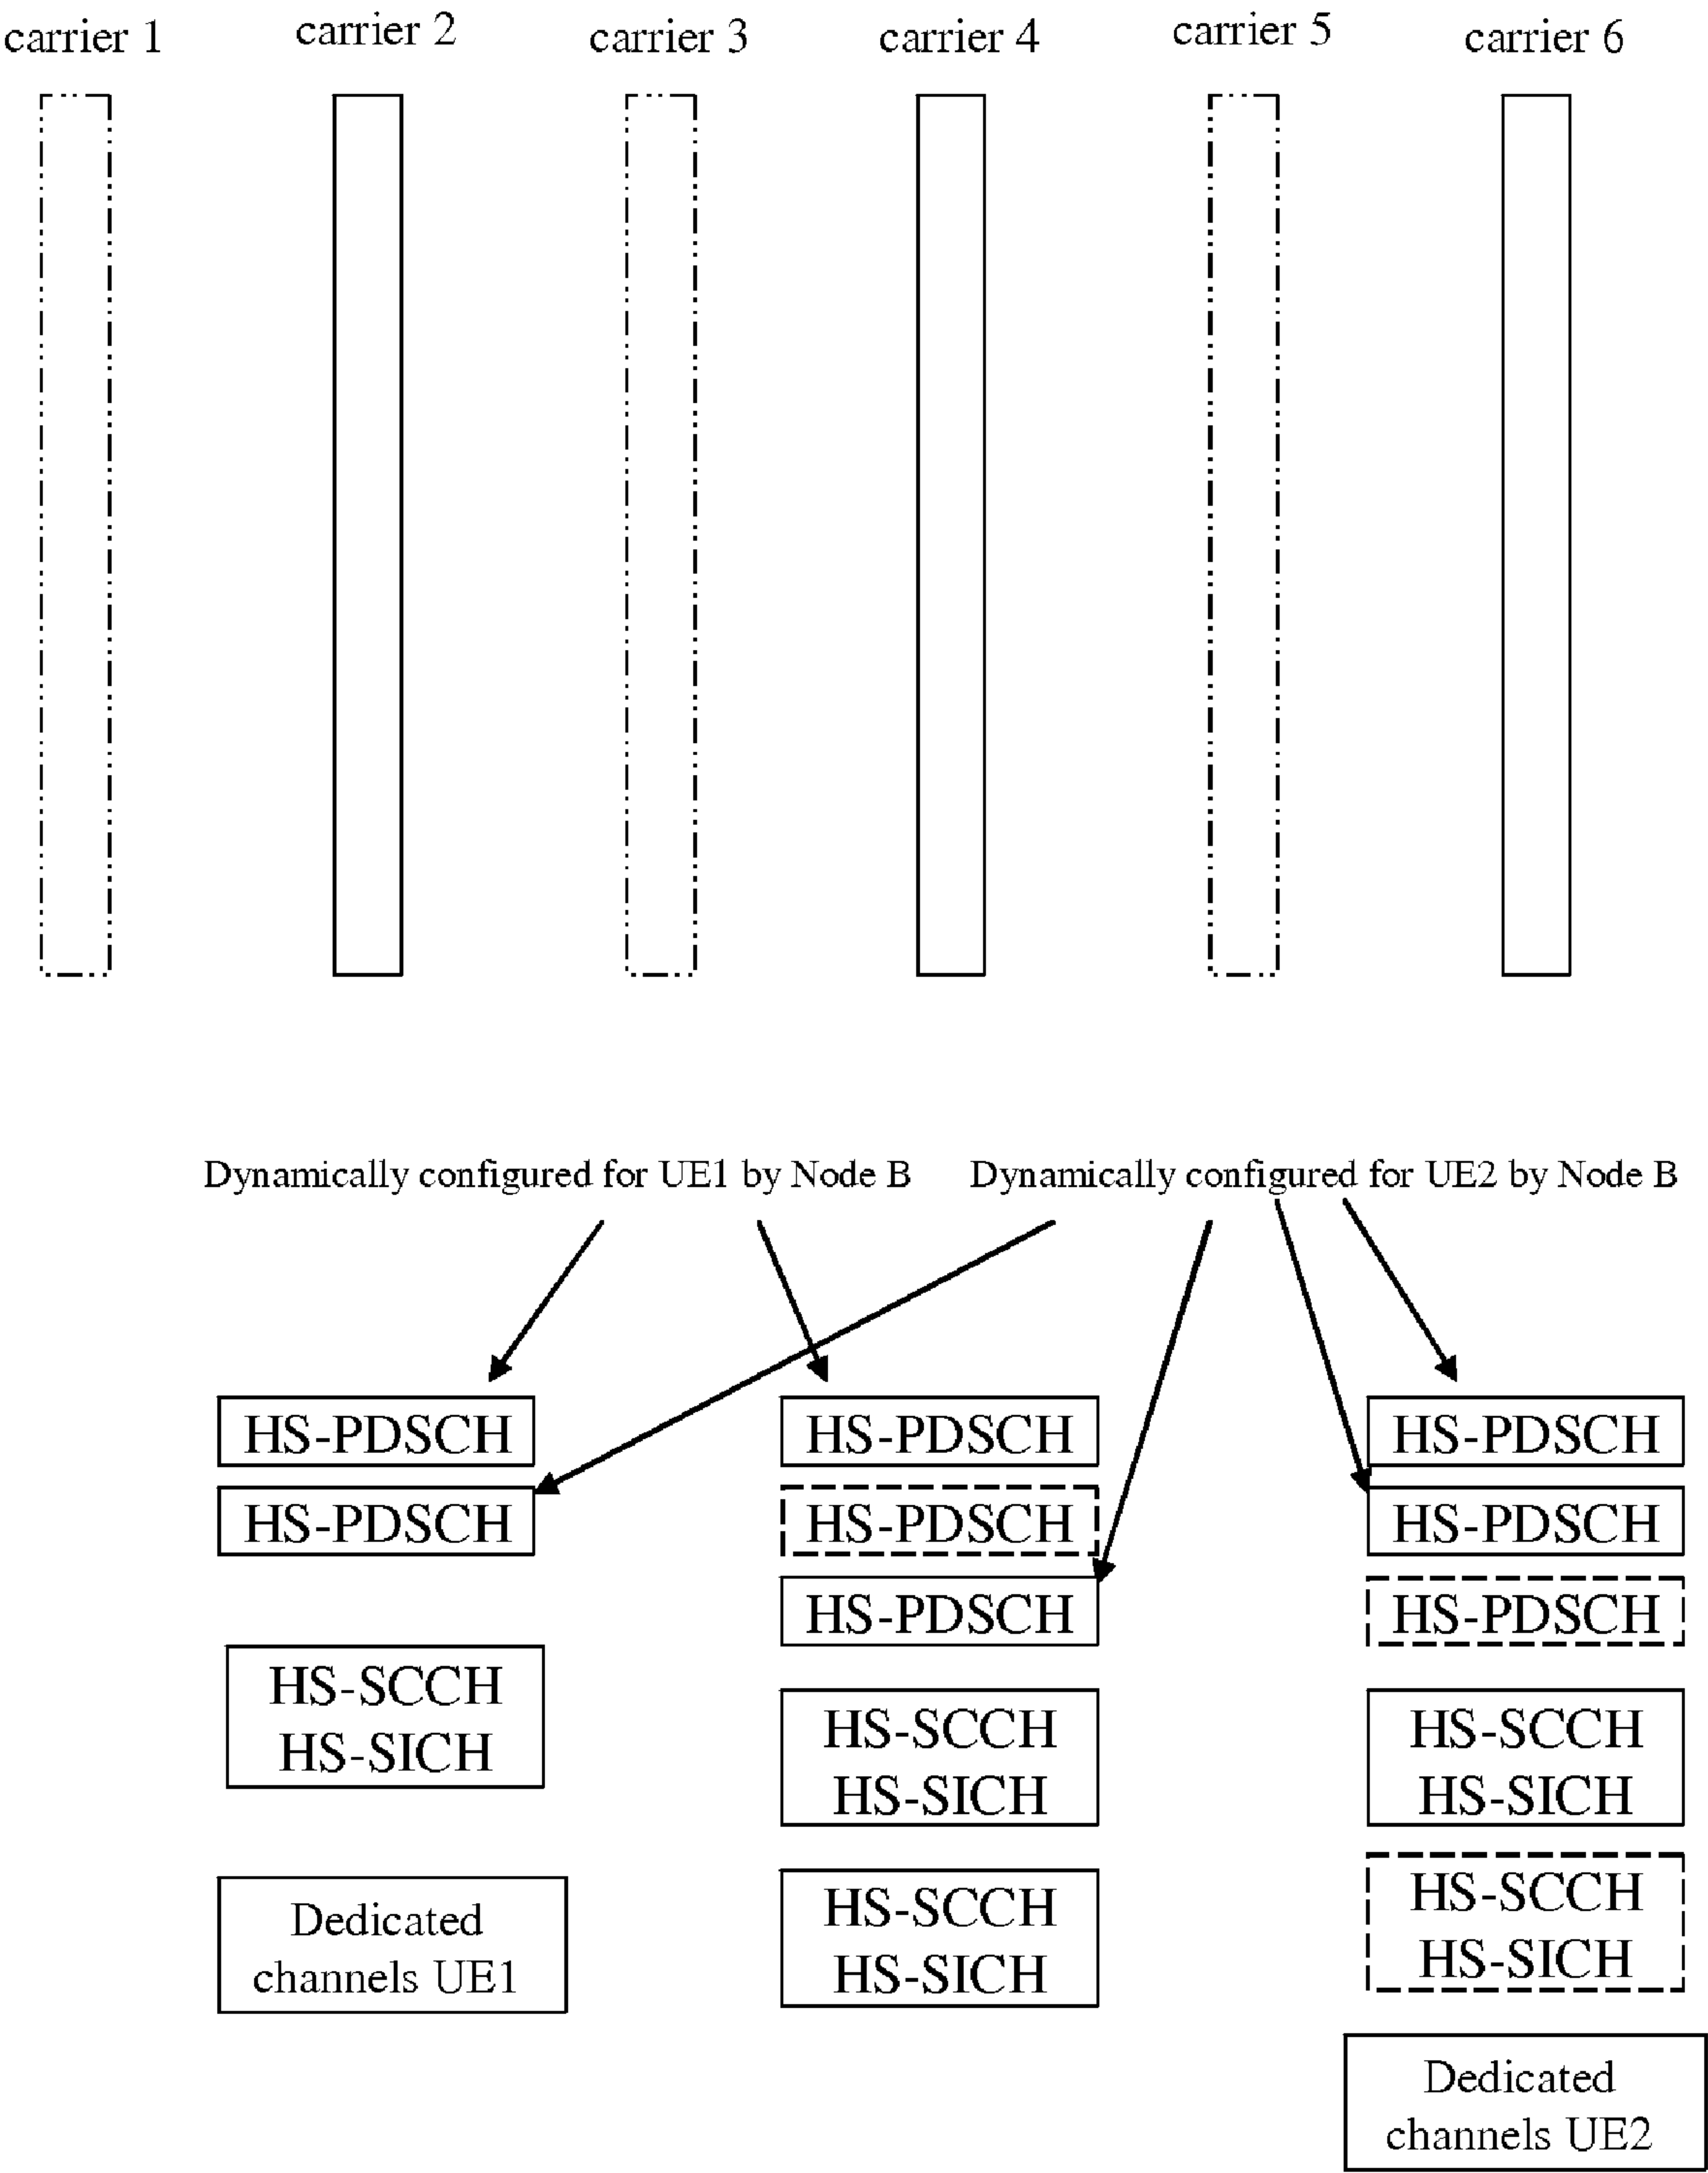 carrier 1
carrier 2
carrier 3
carrier 4
carrier 5
carrier 6
Dynamically configured for UE1 by Node B
Dynamically configured for UE2 by Node B
HS-PDSCH
HS-PDSCH
HS-SCCH
HS-SICH
Dedicated
channels UE1
HS-PDSCH
HS-PDSCH
HS-PDSCH
HS-SCCH
HS-SICH
HS-SCCH
HS-SICH
HS-PDSCH
HS-PDSCH
HS-PDSCH
HS-SCCH
HS-SICH
HS-SCCH
HS-SICH
Dedicated
channels UE2